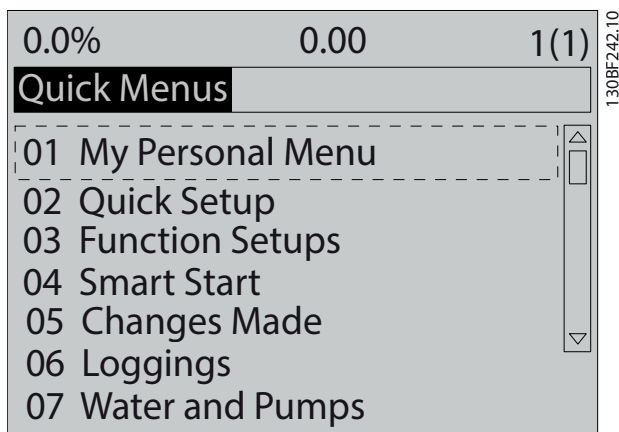 0.0% 0.00 1(1)
Quick Menus
01 My Personal Menu
02 Quick Setup
03 Function Setups
04 Smart Start
05 Changes Made
06 Loggings
07 Water and Pumps
130BF242.10